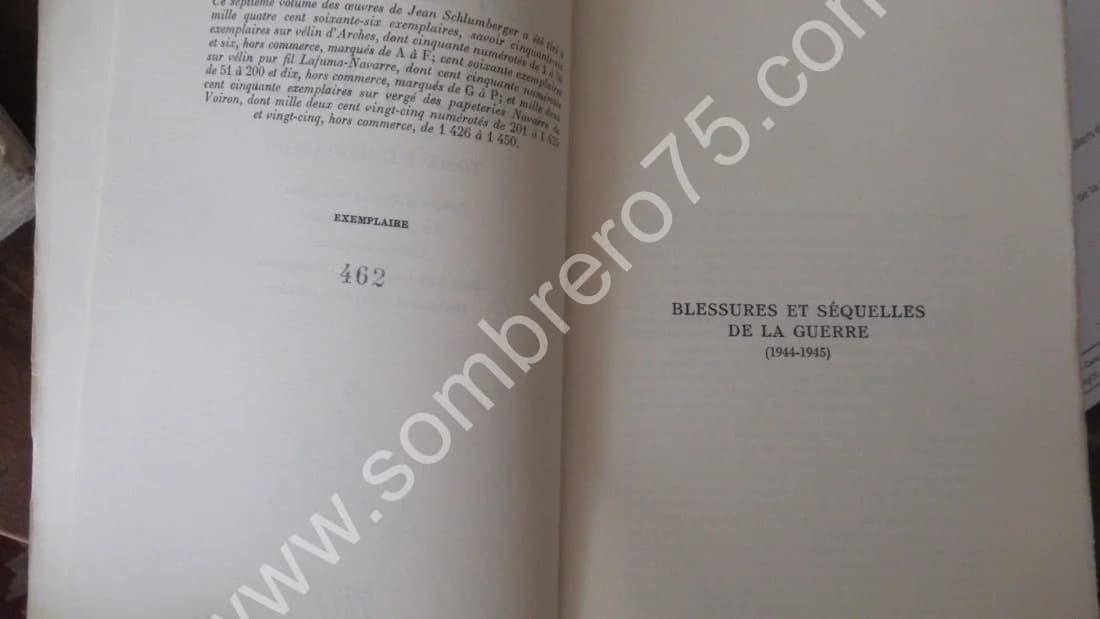 Ce septième volume des œuvres de Jean Schlumberger a été tiré à
mille quatre cent soixante-six exemplaires, savoir cinquante-six
exemplaires sur vélin d'Arches, dont cinquante numérotés de 1 à 50
et six, hors commerce, marqués de A à F; cent soixante exemplaires
sur vélin pur fil Lafuma-Navarre, dont cent cinquante numérotés
de 51 à 200 et dix, hors commerce, marqués de G à P; et mille deux
cent cinquante exemplaires sur vergé des papeteries Navarre de
Voiron, dont mille deux cent vingt-cinq numérotés de 201 à 1 425
et vingt-cinq, hors commerce, de 1 426 à 1 450.
EXEMPLAIRE
462
BLESSURES ET SÉQUELLES
DE LA GUERRE
(1944-1945)
www.sombrero75.com